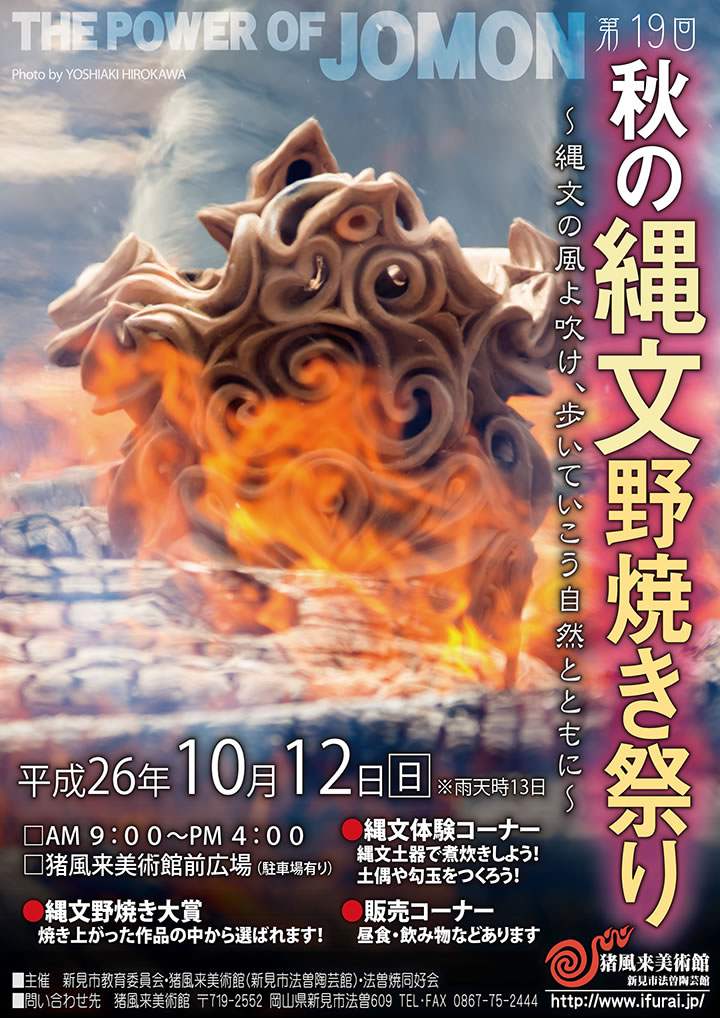 THE POWER OF JOMON
Photo by YOSHIAKI HIROKAWA
第19回
秋の縄文野焼き祭り
～縄文の風よ吹け、歩いていこう自然とともに～
平成26年10月12日日 ※雨天時13日
□AM 9：00～PM 4：00
□猪風来美術館前広場（駐車場有り）
●縄文野焼き大賞
焼き上がった作品の中から選ばれます！
●縄文体験コーナー
縄文土器で煮炊きしよう！
土偶や勾玉をつくろう！
●販売コーナー
昼食・飲み物などあります
■主催 新見市教育委員会・猪風来美術館（新見市法曽陶芸館）・法曽焼同好会
■問い合わせ先 猪風来美術館 〒719-2552 岡山県新見市法曽609 TEL・FAX 0867-75-2444
猪風来美術館
新見市法曽陶芸館
http://www.ifurai.jp/